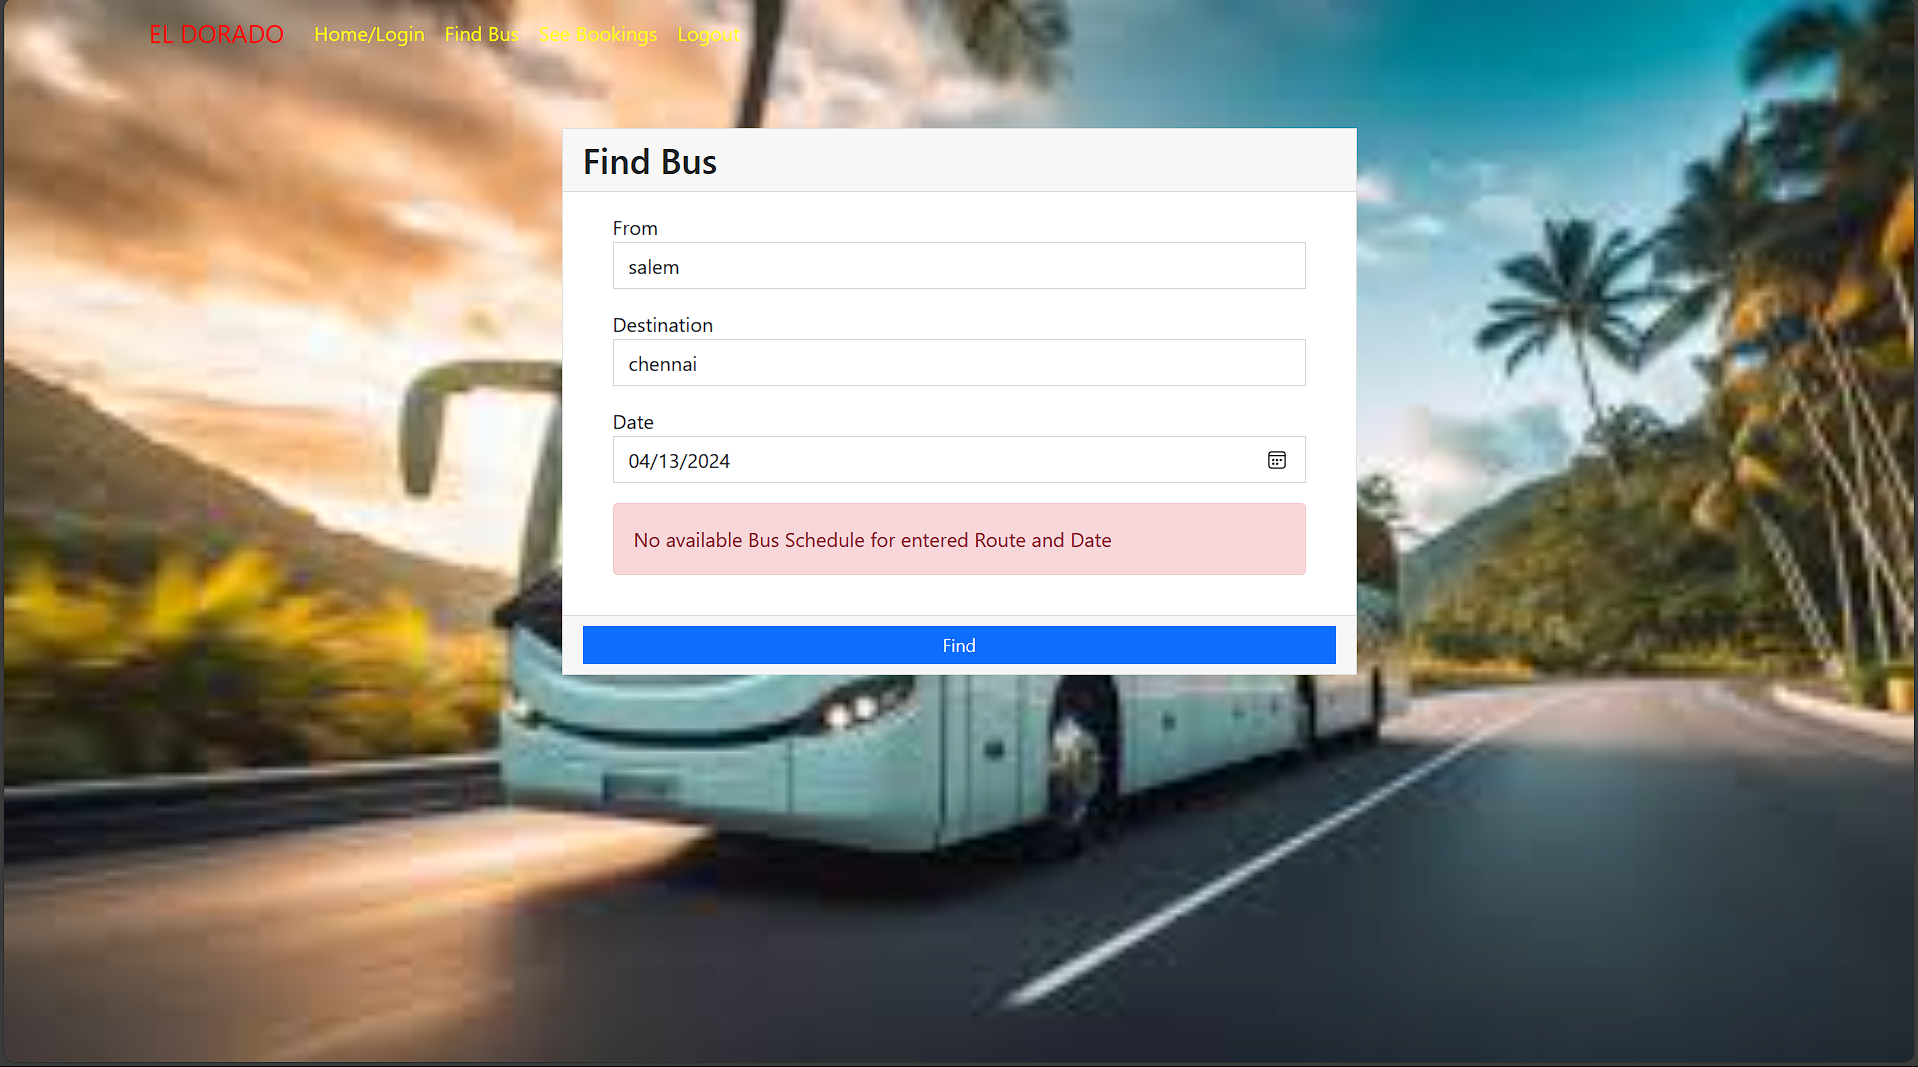 EL DORADO Home/Login Find Bus See Bookings Logout
Find Bus
From
salem
Destination
chennai
Date
04/13/2024
No available Bus Schedule for entered Route and Date
Find